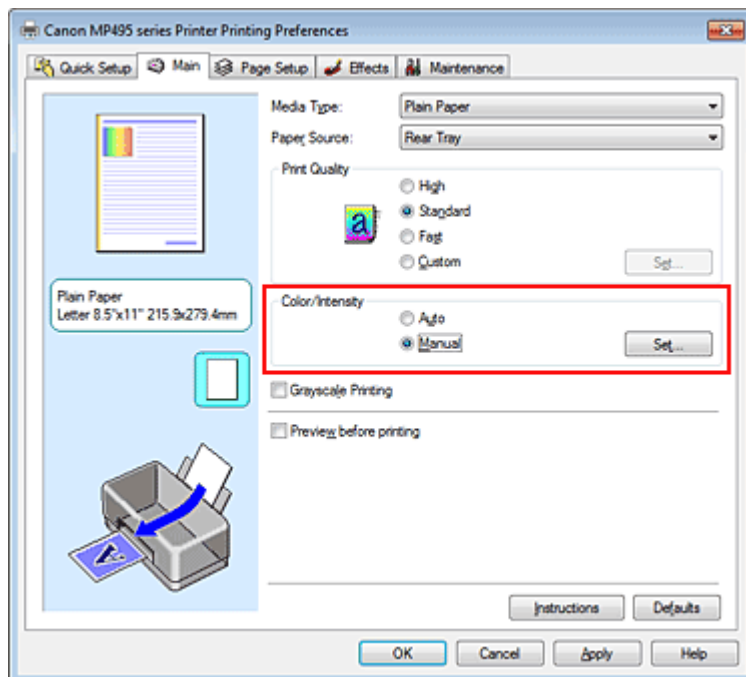 Canon MP495 series Printer Printing Preferences
Quick Setup Main Page Setup Effects Maintenance
Media Type: Plain Paper
Paper Source: Rear Tray
Print Quality
High
a Standard
Fast
Custom Set...
Plain Paper
Letter 8.5"x11" 215.9x279.4mm
Color/Intensity
Auto
Manual Set...
Grayscale Printing
Preview before printing
Instructions Defaults
OK Cancel Apply Help